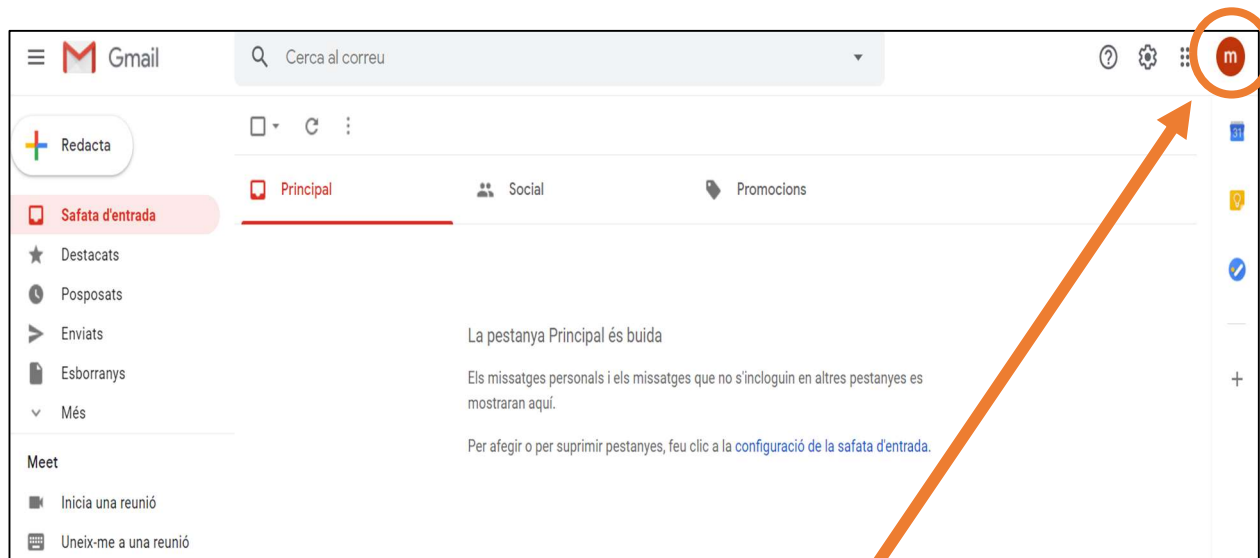 Gmail
Cerca al correu
m
Redacta
31
Principal
Social
Promocions
Safata d'entrada
Destacats
Posposats
Enviats
Esborranys
Més
La pestanya Principal és buida
Els missatges personals i els missatges que no s'incloguin en altres pestanyes es
mostraran aquí.
Per afegir o per suprimir pestanyes, feu clic a la configuració de la safata d'entrada.
Meet
Inicia una reunió
Uneix-me a una reunió